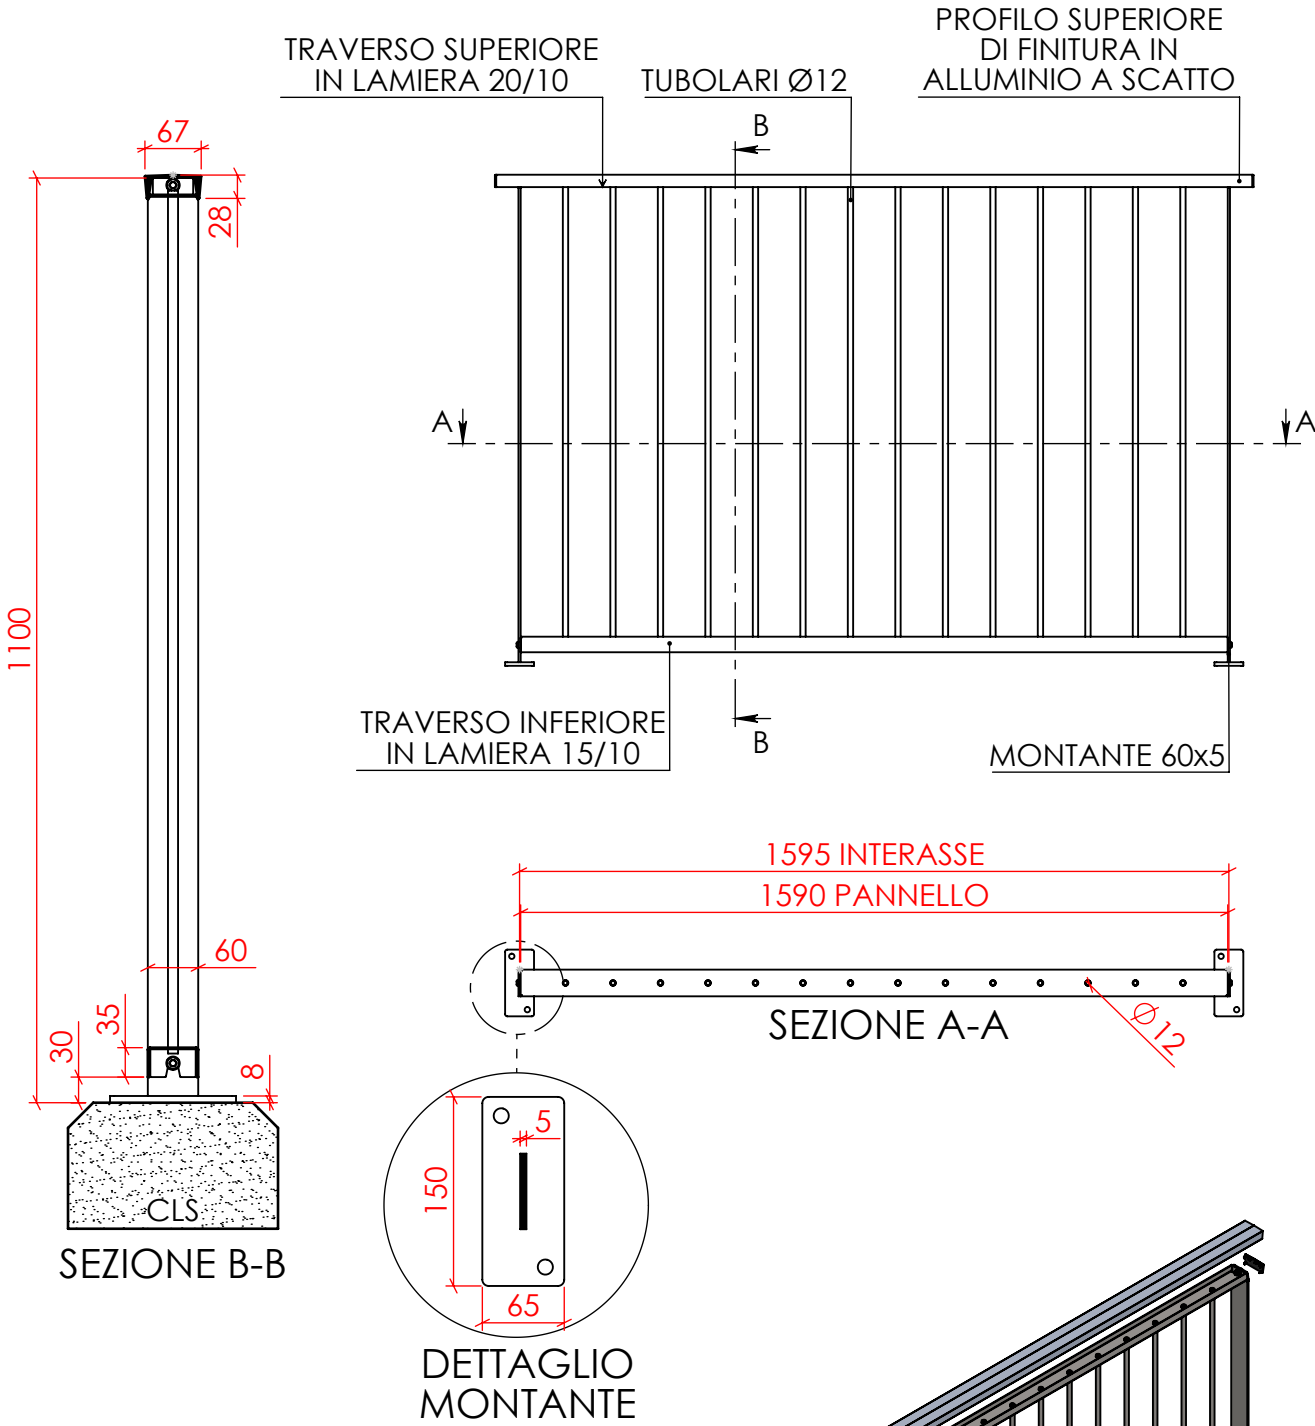 TRAVERSO SUPERIORE
IN LAMIERA 20/10
TUBOLARI Ø12
PROFILO SUPERIORE
DI FINITURA IN
ALLUMINIO A SCATTO
67
28
B
A
A
1100
TRAVERSO INFERIORE
IN LAMIERA 15/10
B
MONTANTE 60x5
1595 INTERASSE
1590 PANNELLO
60
35
30
8
Ø12
SEZIONE A-A
CLS
SEZIONE B-B
5
150
65
DETTAGLIO
MONTANTE